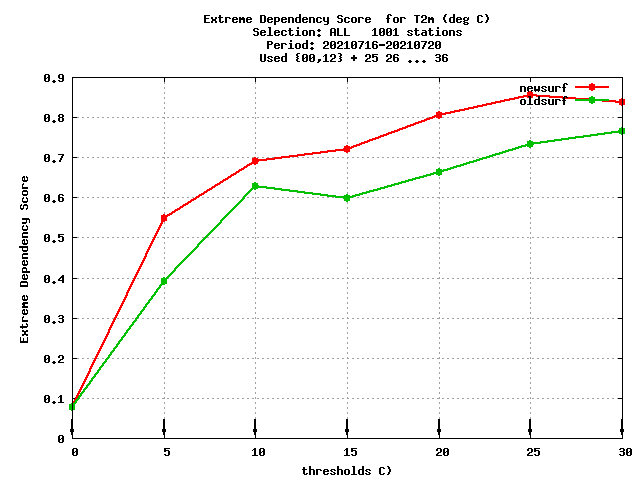 Extreme Dependency Score  for T2m (deg C)
Selection: ALL   1001 stations
Period: 20210716-20210720
Used {00,12} + 25 26 ... 36
newsurf
oldsurf
Extreme Dependency Score
0.9
0.8
0.7
0.6
0.5
0.4
0.3
0.2
0.1
0
0 5 10 15 20 25 30
thresholds C)